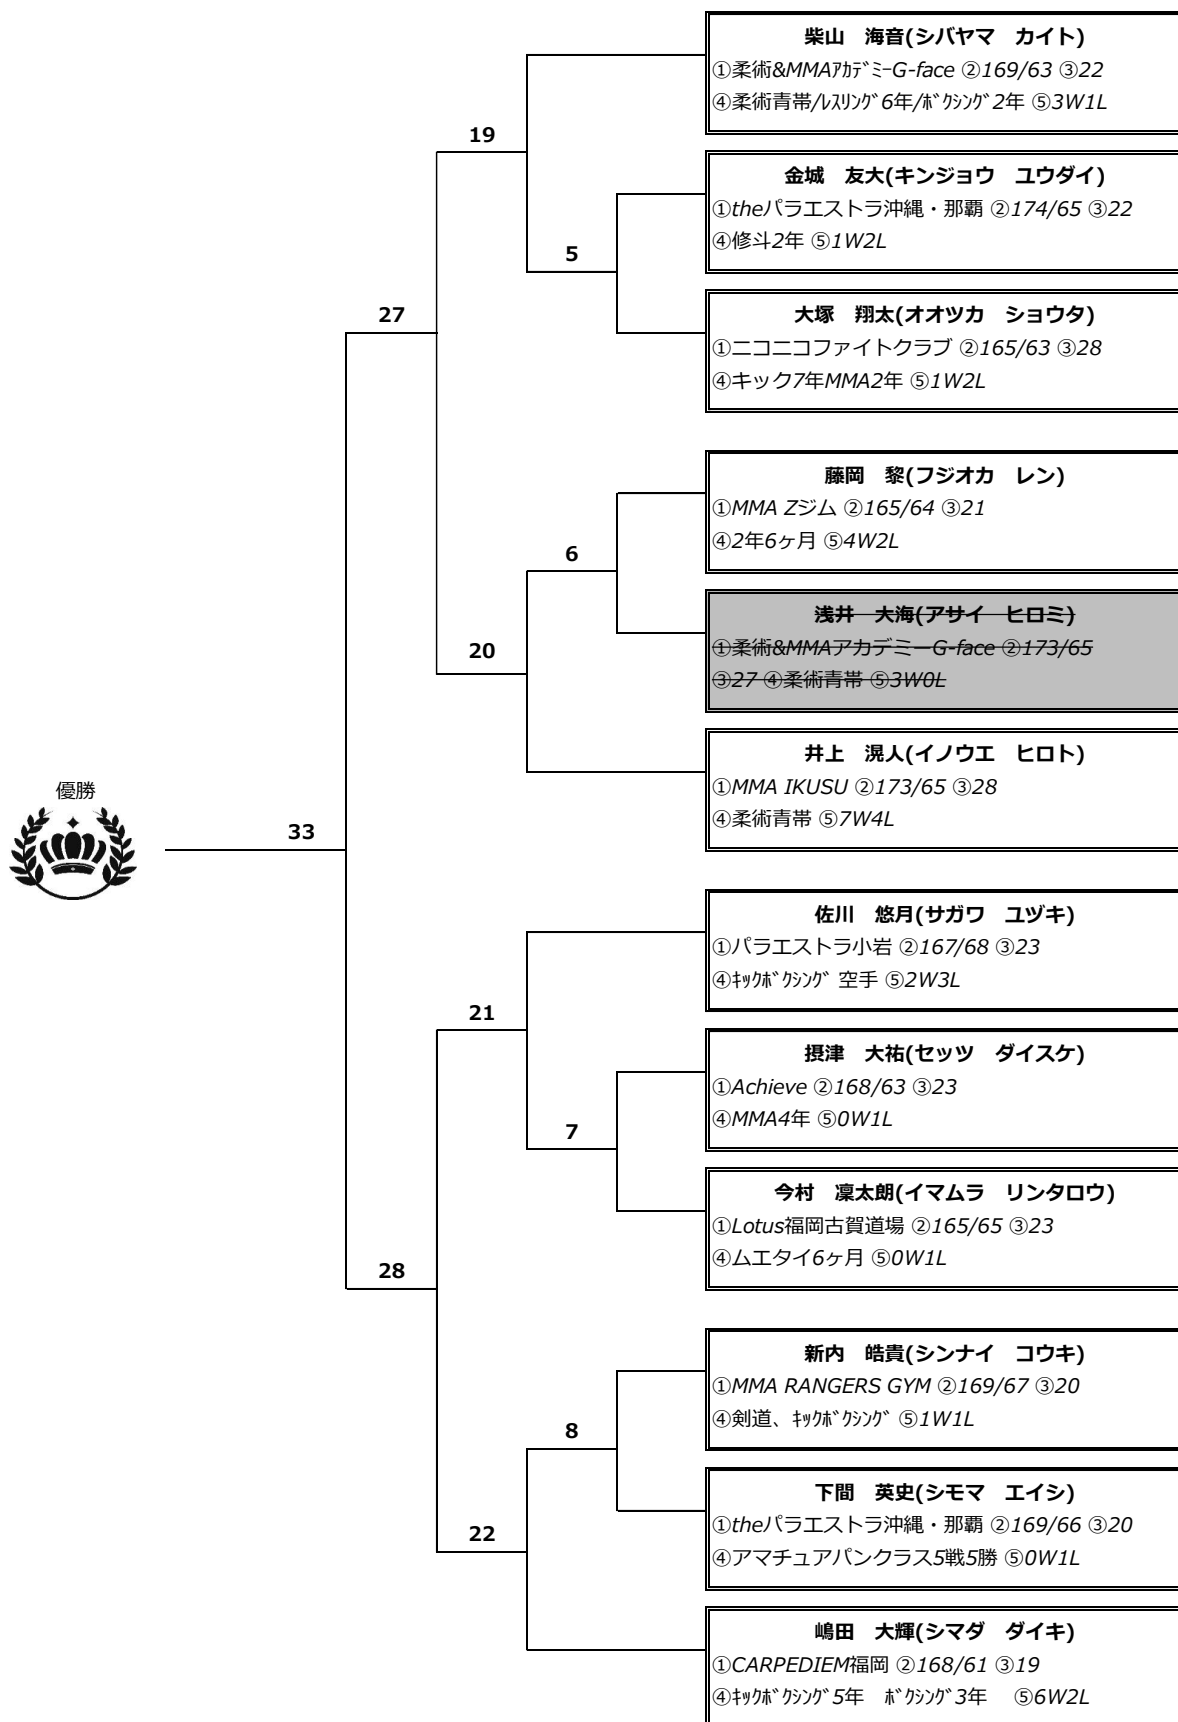 柴山　海音(シバヤマ　カイト)
①柔術&MMAｱｶﾃﾞﾐｰG-face ②169/63 ③22
④柔術青帯/ﾚｽﾘﾝｸﾞ6年/ﾎﾞｸｼﾝｸﾞ2年 ⑤3W1L
19
金城　友大(キンジョウ　ユウダイ)
①theパラエストラ沖縄・那覇 ②174/65 ③22
④修斗2年 ⑤1W2L
5
27
大塚　翔太(オオツカ　ショウタ)
①ニコニコファイトクラブ ②165/63 ③28
④キック7年MMA2年 ⑤1W2L
藤岡　黎(フジオカ　レン)
①MMA Zジム ②165/64 ③21
④2年6ヶ月 ⑤4W2L
6
浅井　大海(アサイ　ヒロミ)
①柔術&MMAアカデミーG-face ②173/65
③27 ④柔術青帯 ⑤3W0L
20
井上　滉人(イノウエ　ヒロト)
①MMA IKUSU ②173/65 ③28
④柔術青帯 ⑤7W4L
優勝
33
佐川　悠月(サガワ　ユヅキ)
①パラエストラ小岩 ②167/68 ③23
④ｷｯｸﾎﾞｸｼﾝｸﾞ 空手 ⑤2W3L
21
摂津　大祐(セッツ　ダイスケ)
①Achieve ②168/63 ③23
④MMA4年 ⑤0W1L
7
今村　凜太朗(イマムラ　リンタロウ)
①Lotus福岡古賀道場 ②165/65 ③23
④ムエタイ6ヶ月 ⑤0W1L
28
新内　皓貴(シンナイ　コウキ)
①MMA RANGERS GYM ②169/67 ③20
④剣道、ｷｯｸﾎﾞｸｼﾝｸﾞ ⑤1W1L
8
下間　英史(シモマ　エイシ)
①theパラエストラ沖縄・那覇 ②169/66 ③20
④アマチュアパンクラス5戦5勝 ⑤0W1L
22
嶋田　大輝(シマダ　ダイキ)
①CARPEDIEM福岡 ②168/61 ③19
④ｷｯｸﾎﾞｸｼﾝｸﾞ5年　ﾎﾞｸｼﾝｸﾞ3年　⑤6W2L